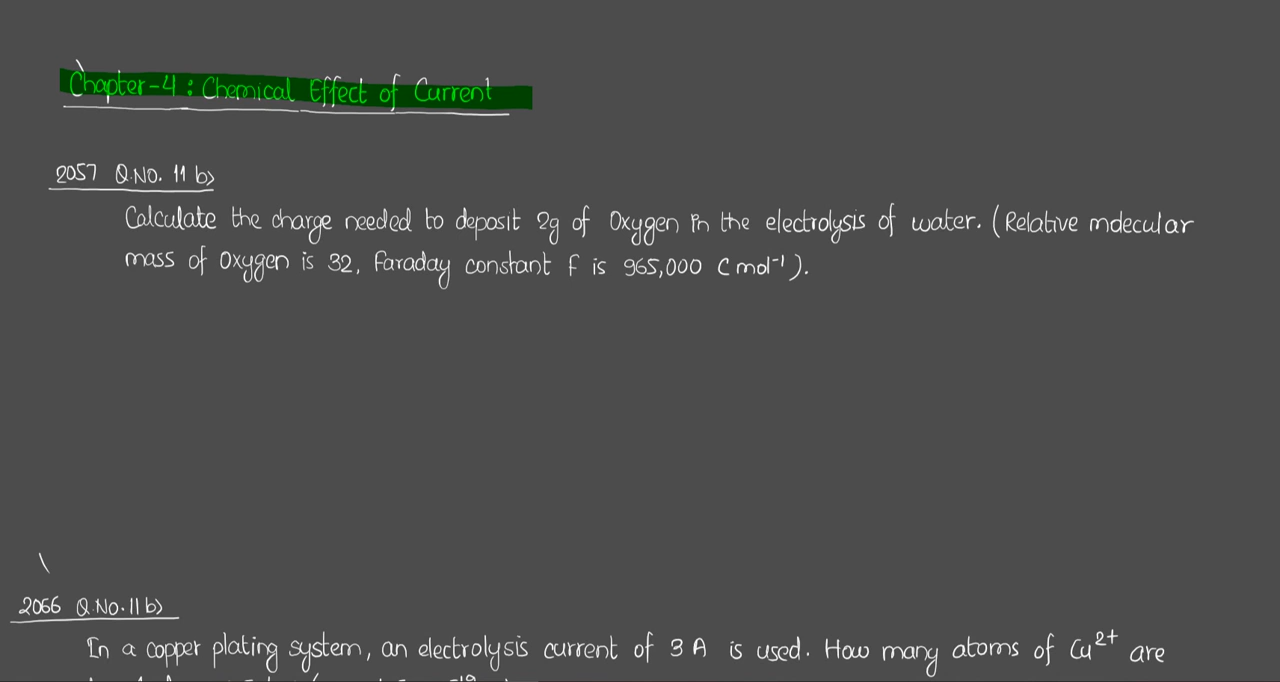 Chapter-4 : Chemical Effect of Current
2057 Q.NO. 11 b>
Calculate the charge needed to deposit 2g of Oxygen in the electrolysis of water. (Relative molecular
mass of Oxygen is 32, Faraday constant f is 965,000 C mol⁻¹).
2066 Q.NO. 11 b>
In a copper plating system, an electrolysis current of 3 A is used. How many atoms of Cu²⁺ are